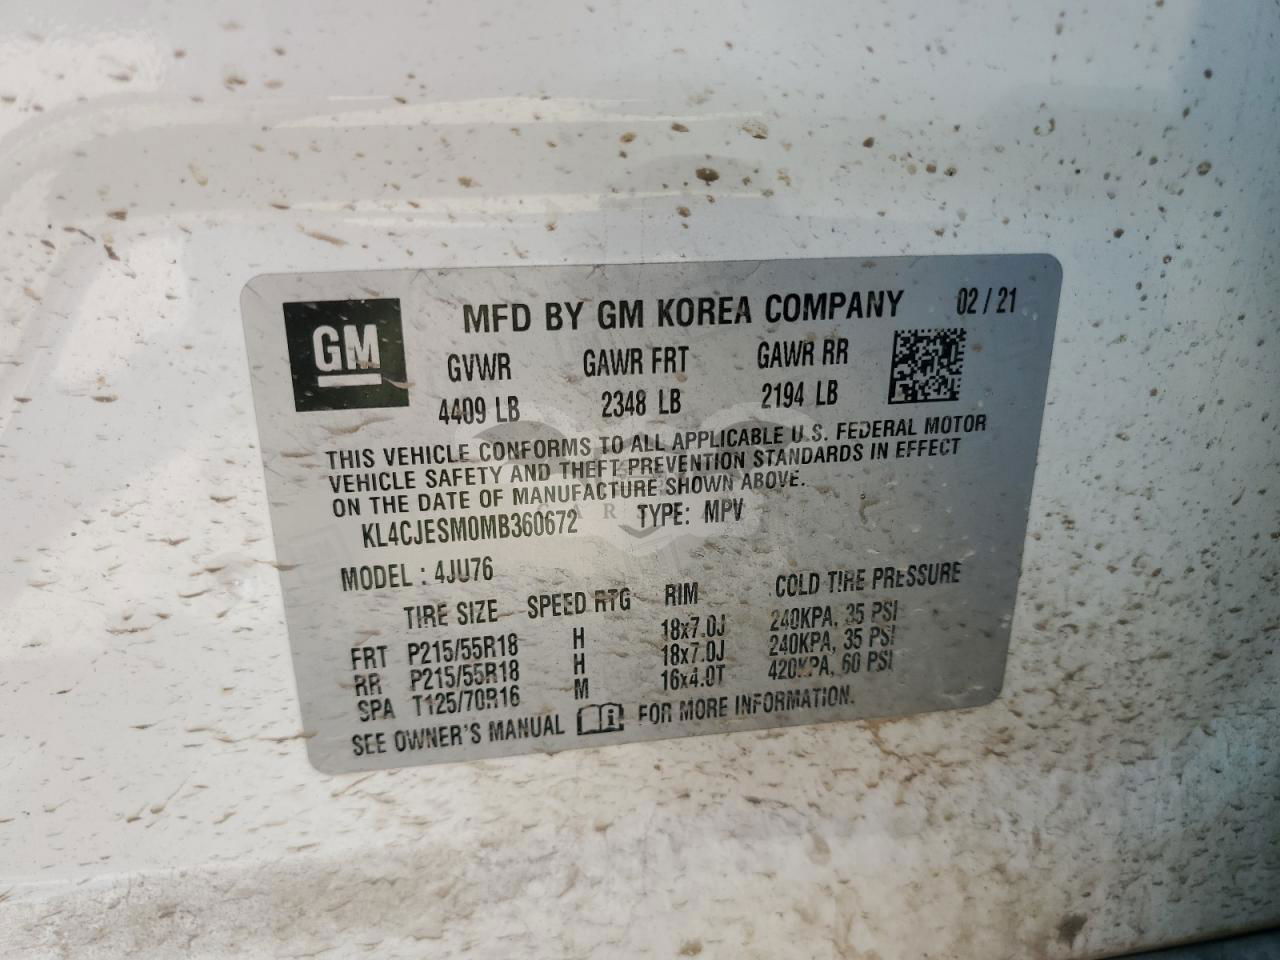 GM
MFD BY GM KOREA COMPANY 02 / 21
GVWR GAWR FRT GAWR RR
4409 LB 2348 LB 2194 LB
THIS VEHICLE CONFORMS TO ALL APPLICABLE U.S. FEDERAL MOTOR
VEHICLE SAFETY AND THEFT PREVENTION STANDARDS IN EFFECT
ON THE DATE OF MANUFACTURE SHOWN ABOVE.
KL4CJESM0MB360672 TYPE: MPV
MODEL : 4JU76
TIRE SIZE SPEED RTG RIM COLD TIRE PRESSURE
FRT P215/55R18 H 18x7.0J 240KPA, 35 PSI
RR P215/55R18 H 18x7.0J 240KPA, 35 PSI
SPA T125/70R16 M 16x4.0T 420KPA, 60 PSI
SEE OWNER'S MANUAL FOR MORE INFORMATION.